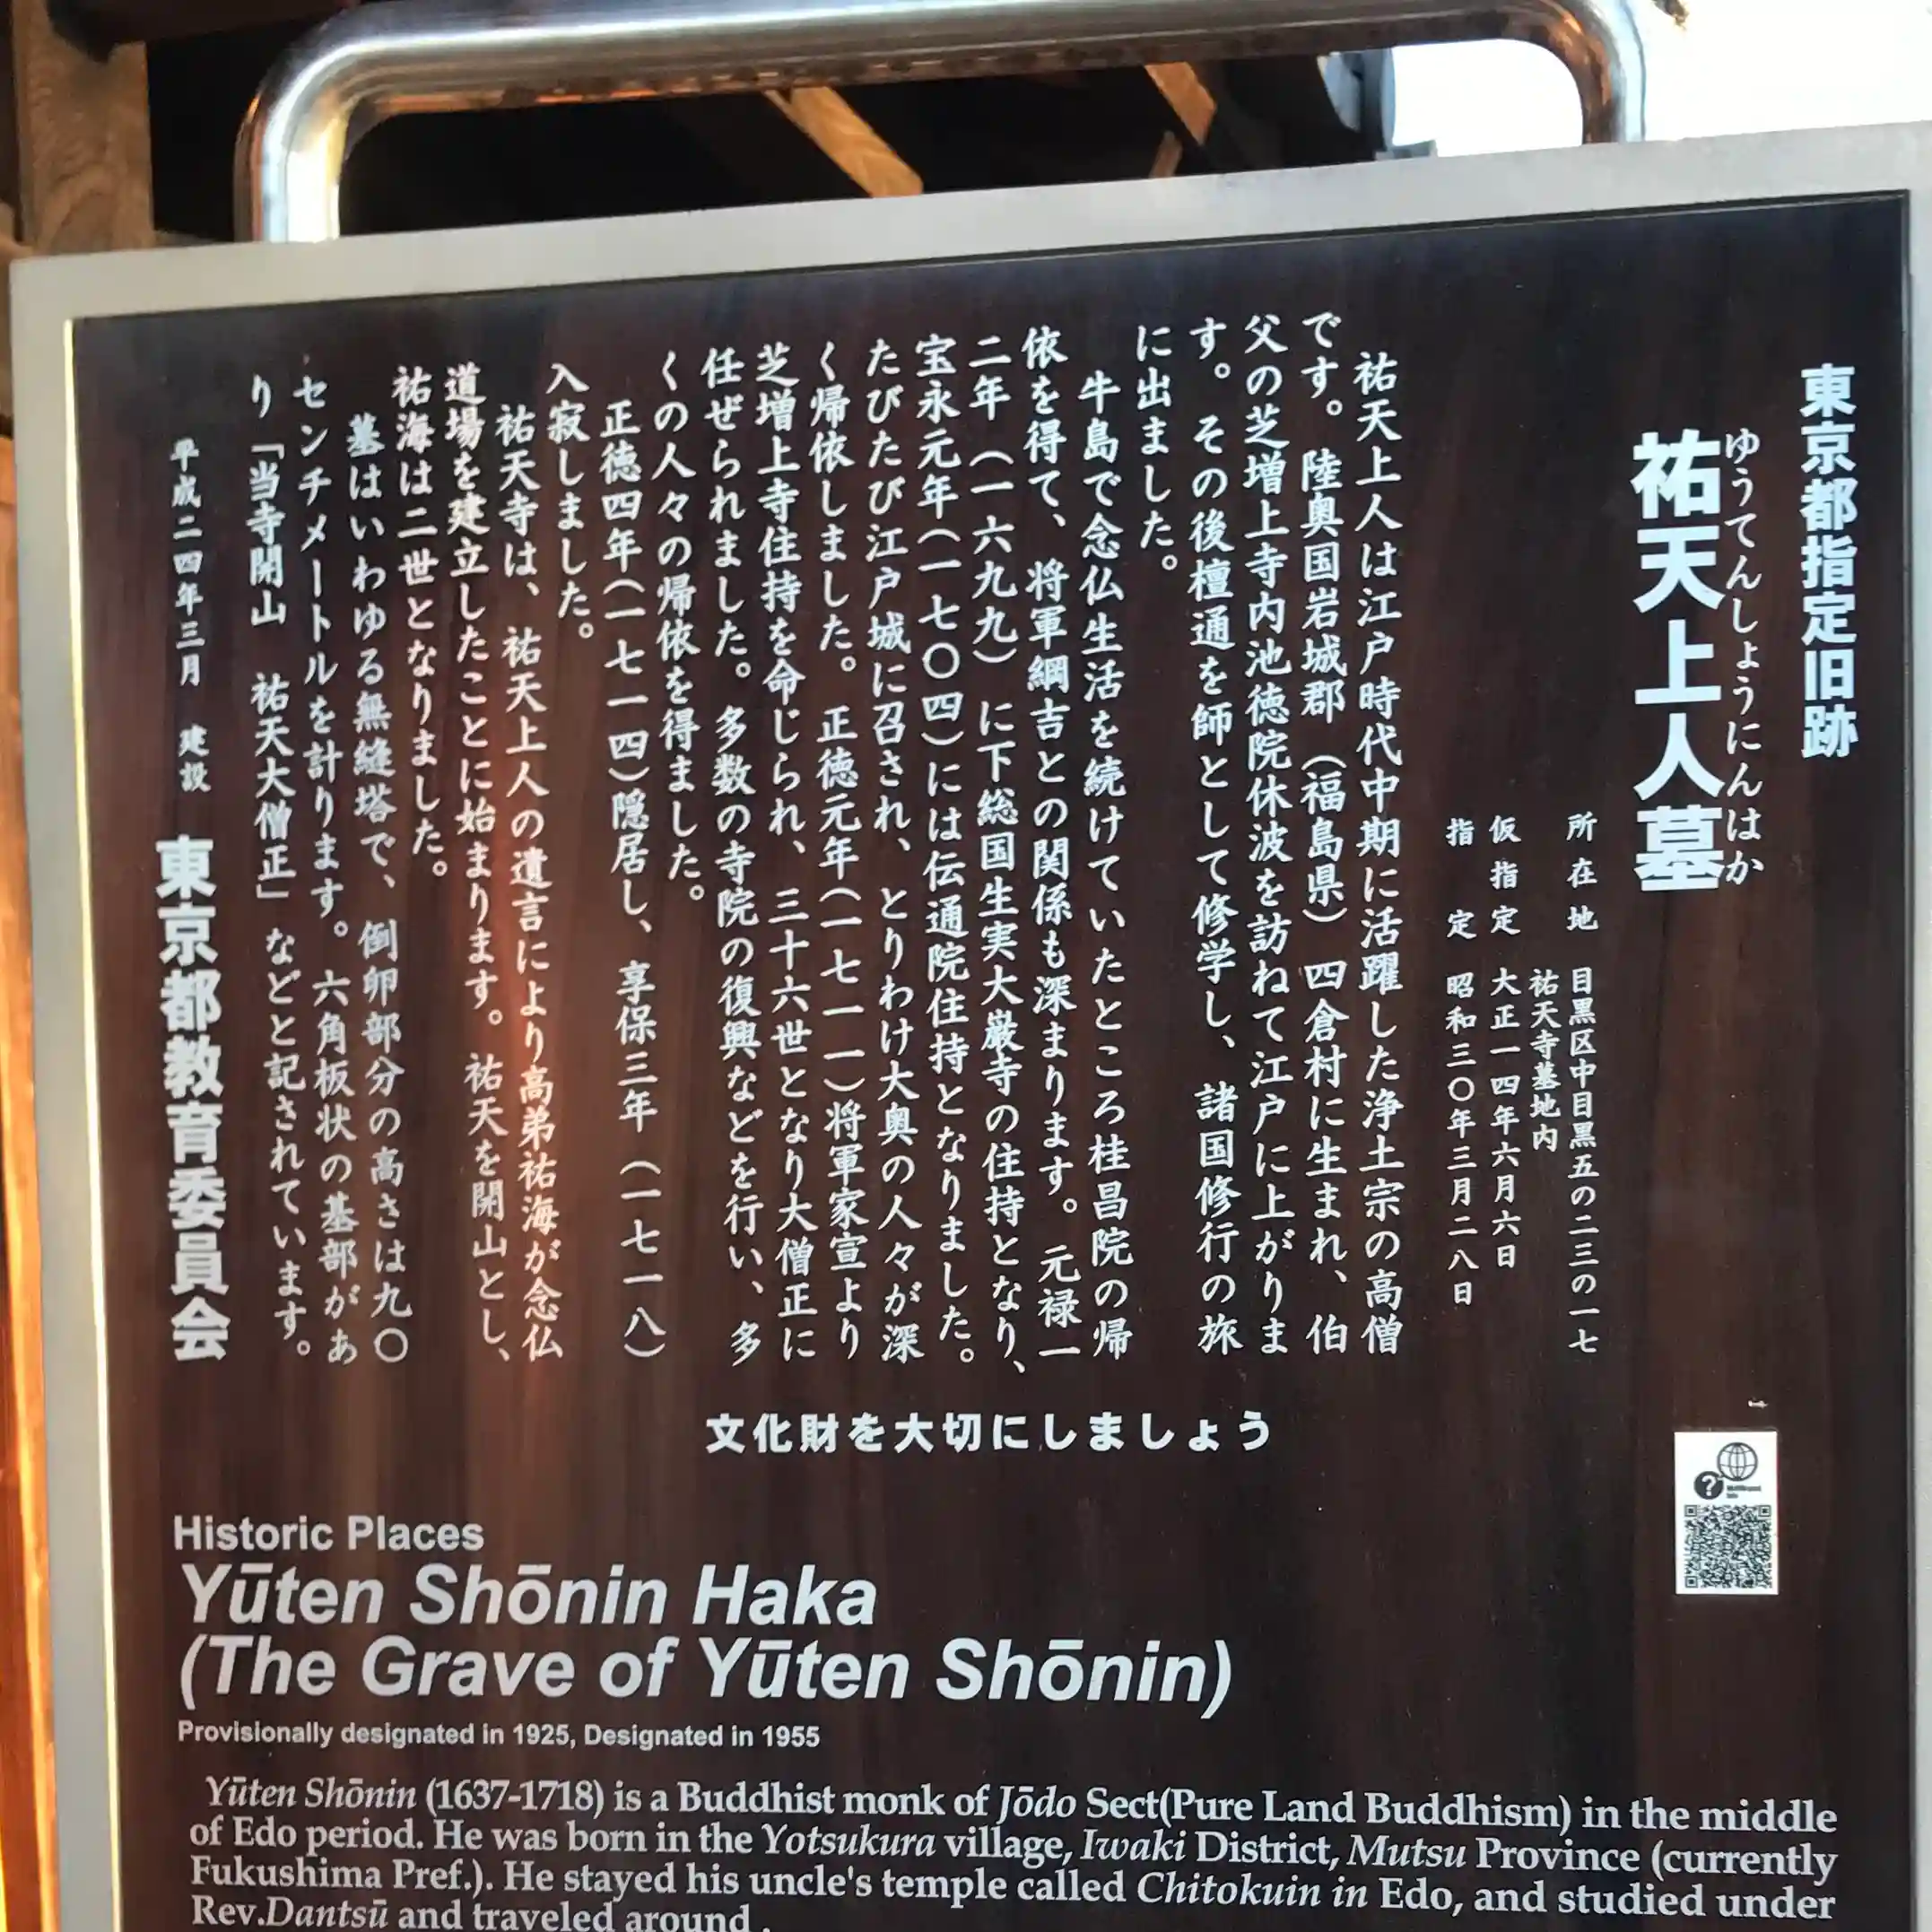 東京都指定旧跡
ゆうてんしょうにんはか
祐天上人墓
所在地 目黒区中目黒五の二三の一七
祐天寺墓地内
仮指定 大正一四年六月六日
指定 昭和三〇年三月二八日
祐天上人は江戸時代中期に活躍した浄土宗の高僧
です。陸奥国岩城郡（福島県）四倉村に生まれ、伯
父の芝増上寺内池徳院休波を訪ねて江戸に上がりま
す。その後檀通を師として修学し、諸国修行の旅
に出ました。
牛島で念仏生活を続けていたところ桂昌院の帰
依を得て、将軍綱吉との関係も深まります。元禄一
二年（一六九九）に下総国生実大巌寺の住持となり、
宝永元年（一七〇四）には伝通院住持となりました。
たびたび江戸城に召され、とりわけ大奥の人々が深
く帰依しました。正徳元年（一七一一）将軍家宣より
芝増上寺住持を命じられ、三十六世となり大僧正に
任ぜられました。多数の寺院の復興などを行い、多
くの人々の帰依を得ました。
正徳四年（一七一四）隠居し、享保三年（一七一八）
入寂しました。
祐天寺は、祐天上人の遺言により高弟祐海が念仏
道場を建立したことに始まります。祐天を開山とし、
祐海は二世となりました。
墓はいわゆる無縫塔で、倒卵部分の高さは九〇
センチメートルを計ります。六角板状の基部があ
り「当寺開山　祐天大僧正」などと記されています。
平成二四年三月　建設
東京都教育委員会
文化財を大切にしましょう
Historic Places
Yūten Shōnin Haka
(The Grave of Yūten Shōnin)
Provisionally designated in 1925, Designated in 1955
Yūten Shōnin (1637-1718) is a Buddhist monk of Jōdo Sect(Pure Land Buddhism) in the middle
of Edo period. He was born in the Yotsukura village, Iwaki District, Mutsu Province (currently
Fukushima Pref.). He stayed his uncle's temple called Chitokuin in Edo, and studied under
Rev.Dantsū and traveled around .